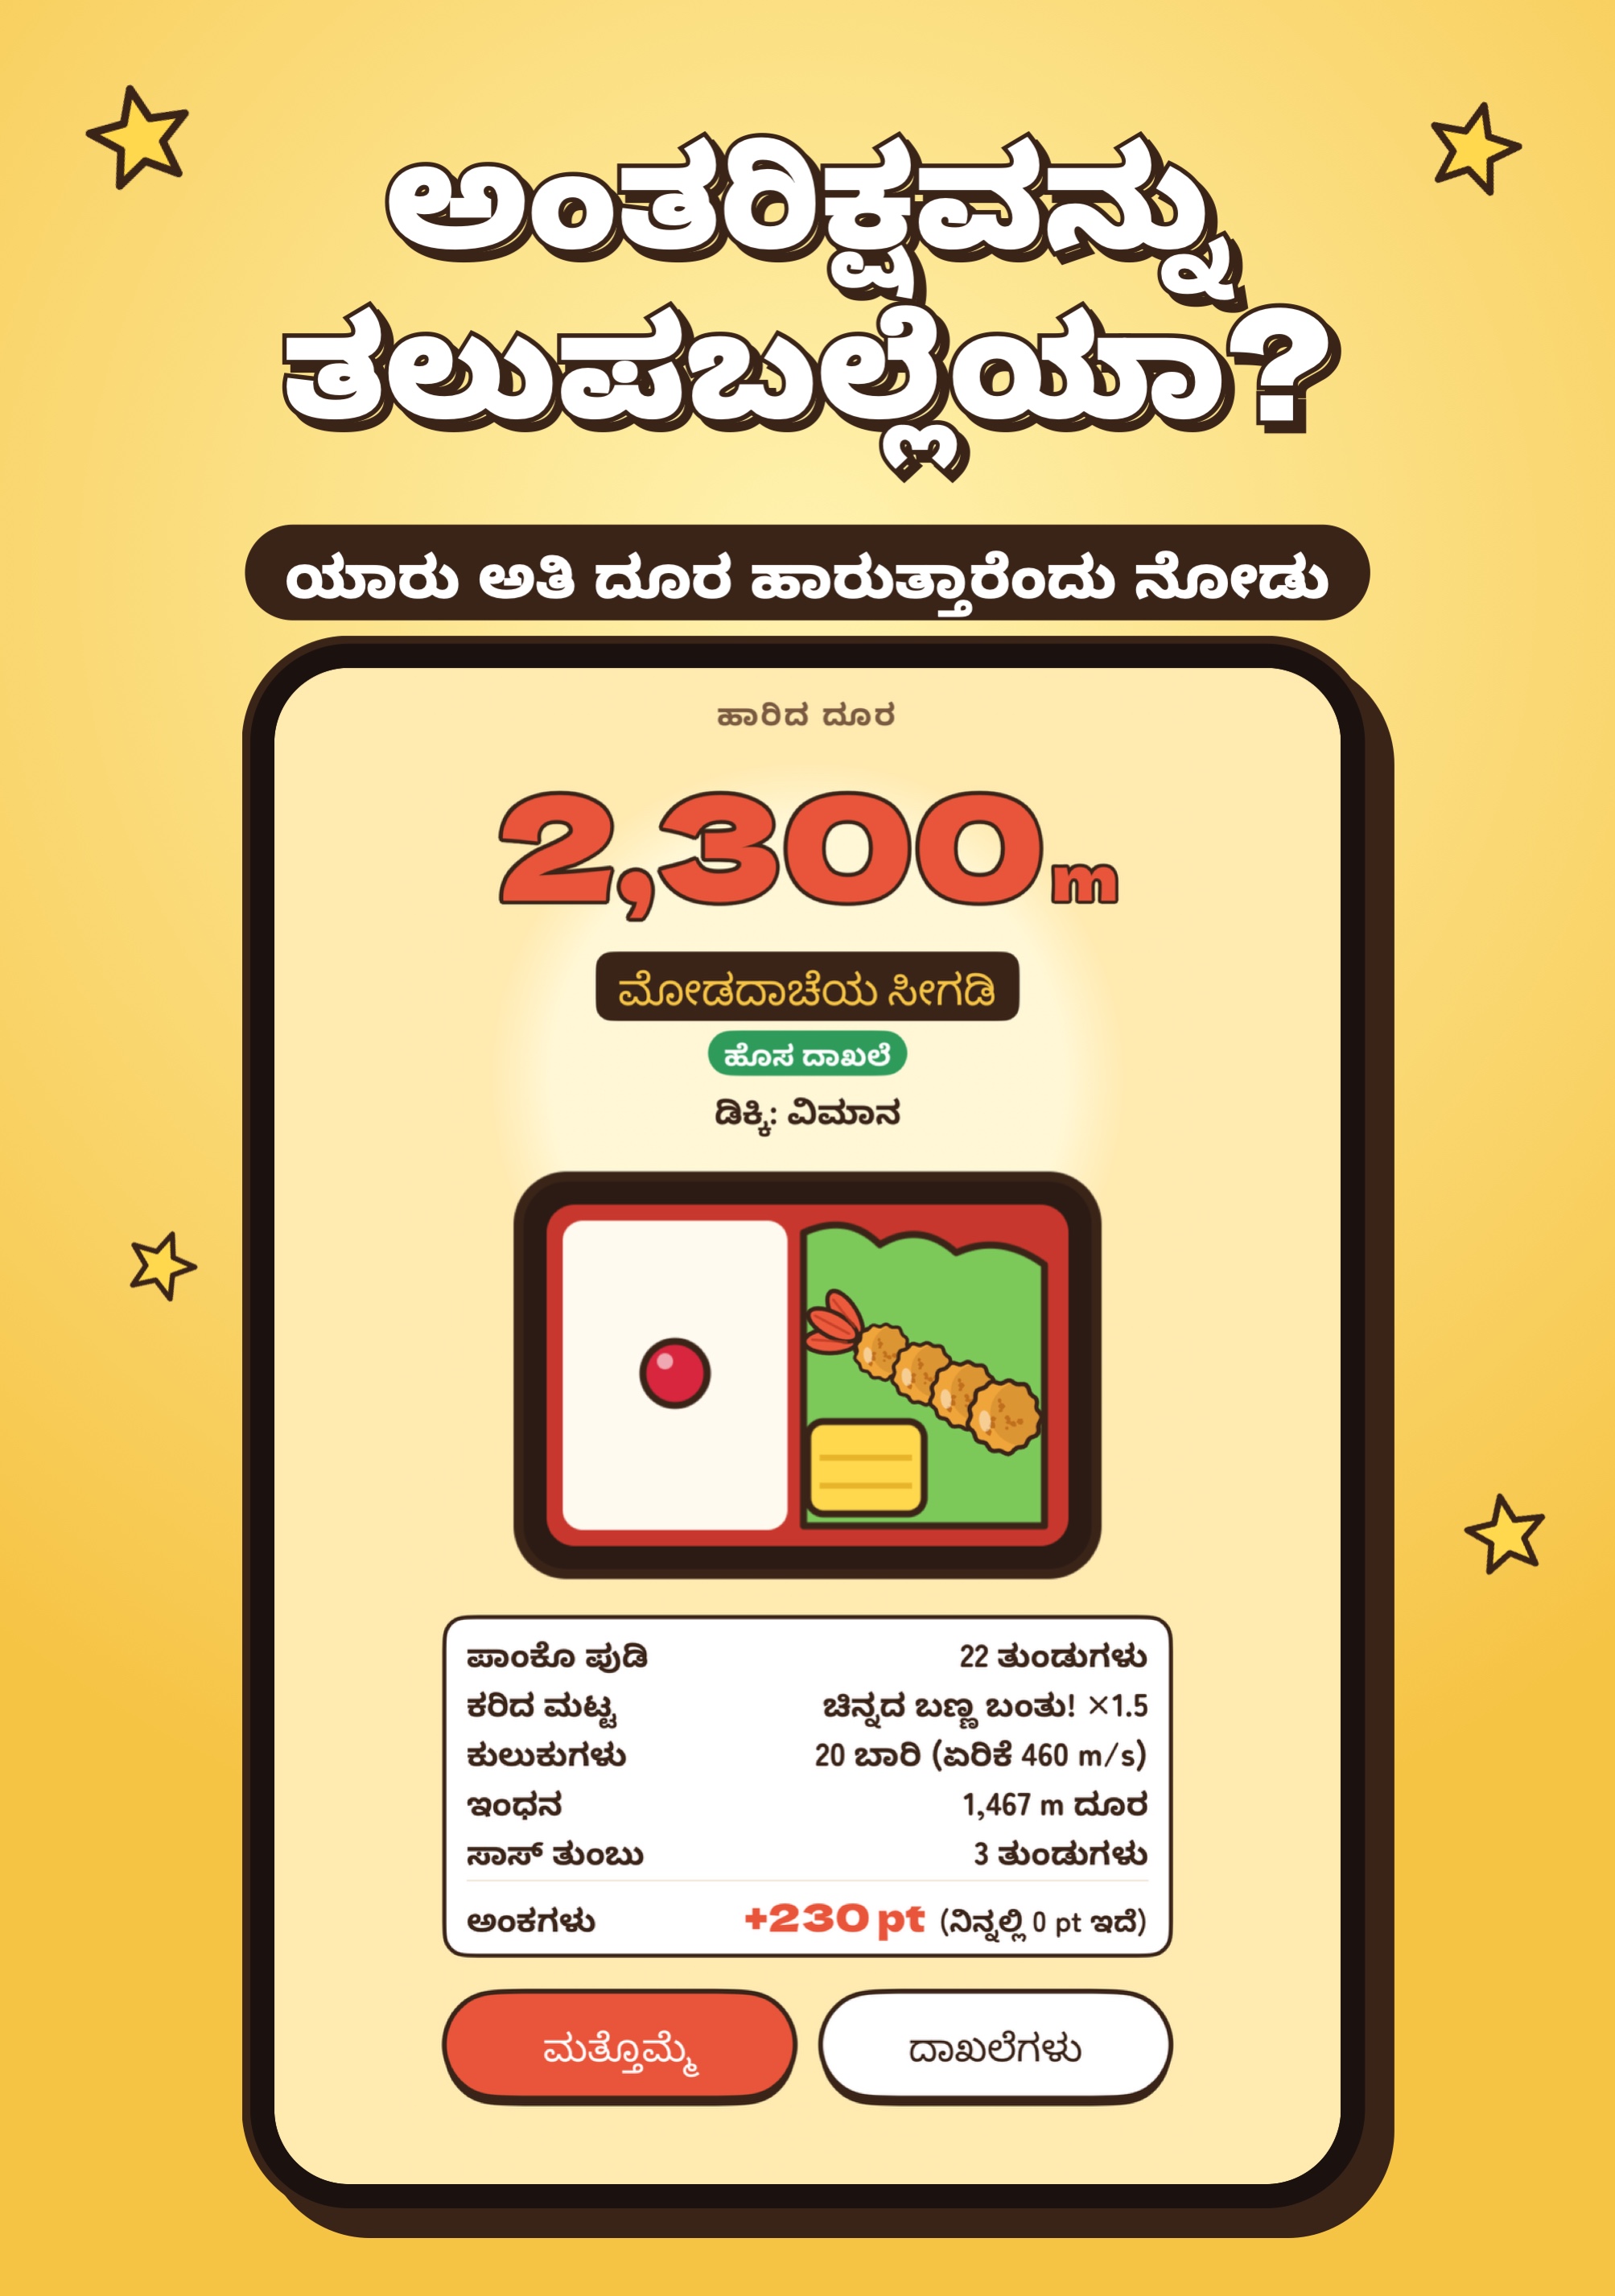 ಅಂತರಿಕ್ಷವನ್ನು
ತಲುಪಬಲ್ಲೆಯಾ?
ಯಾರು ಅತಿ ದೂರ ಹಾರುತ್ತಾರೆಂದು ನೋಡು
ಹಾರಿದ ದೂರ
2,300 m
ಮೋಡದಾಚೆಯ ಸೀಗಡಿ
ಹೊಸ ದಾಖಲೆ
ಡಿಕ್ಕಿ: ವಿಮಾನ
ಪಾಂಕೊ ಪುಡಿ 22 ತುಂಡುಗಳು
ಕರಿದ ಮಟ್ಟ ಚಿನ್ನದ ಬಣ್ಣ ಬಂತು! ×1.5
ಕುಲುಕುಗಳು 20 ಬಾರಿ (ಏರಿಕೆ 460 m/s)
ಇಂಧನ 1,467 m ದೂರ
ಸಾಸ್ ತುಂಬು 3 ತುಂಡುಗಳು
ಅಂಕಗಳು +230 pt (ನಿನ್ನಲ್ಲಿ 0 pt ಇದೆ)
ಮತ್ತೊಮ್ಮೆ ದಾಖಲೆಗಳು